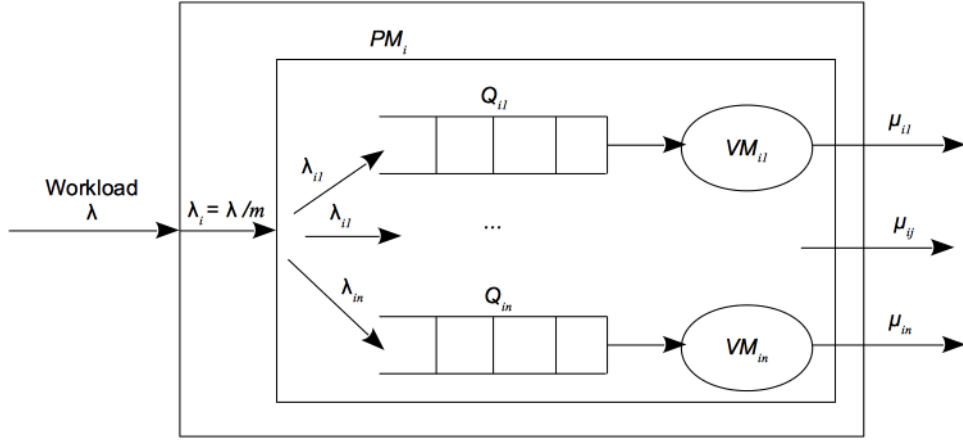 PMi
Qi1
λi1
VMi1
μi1
Workload
λ
λi = λ /m
λi1
...
μij
λin
Qin
VMin
μin